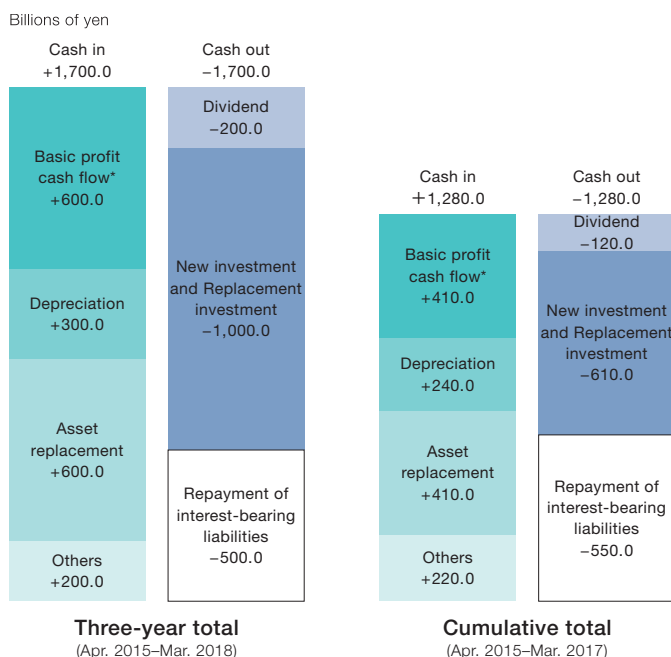 Billions of yen
Cash in
+1,700.0
Cash out
−1,700.0
Basic profit
cash flow*
+600.0
Depreciation
+300.0
Asset
replacement
+600.0
Others
+200.0
Dividend
−200.0
New investment
and Replacement
investment
−1,000.0
Repayment of
interest-bearing
liabilities
−500.0
Three-year total
(Apr. 2015–Mar. 2018)
Cash in
+1,280.0
Cash out
−1,280.0
Basic profit
cash flow*
+410.0
Depreciation
+240.0
Asset
replacement
+410.0
Others
+220.0
Dividend
−120.0
New investment
and Replacement
investment
−610.0
Repayment of
interest-bearing
liabilities
−550.0
Cumulative total
(Apr. 2015–Mar. 2017)